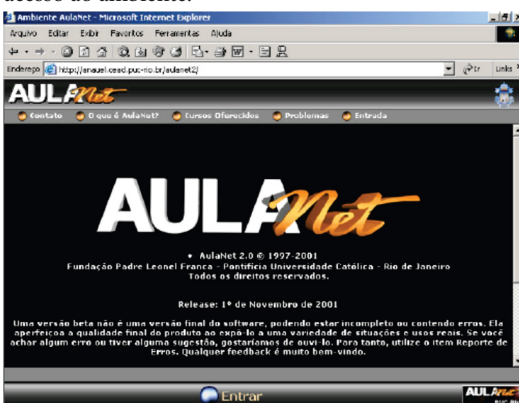 acesso ao ambiente.
Ambiente AulaNet - Microsoft Internet Explorer
Arquivo Editar Exibir Favoritos Ferramentas Ajuda
Endereço http://anauel.cead.puc-rio.br/aulanet2/ Ir Links
AULANet
Contato O que é AulaNet? Cursos Oferecidos Problemas Entrada
AULANet
• AulaNet 2.0 © 1997-2001
Fundação Padre Leonel Franca - Pontifícia Universidade Católica - Rio de Janeiro
Todos os direitos reservados.
Release: 1º de Novembro de 2001
Uma versão beta não é uma versão final do software, podendo estar incompleto ou contendo erros. Ela
aperfeiçoa a qualidade final do produto ao expô-lo a uma variedade de situações e usos reais. Se você
achar algum erro ou tiver alguma sugestão, gostaríamos de ouvi-lo. Para tanto, utilize o item Reporte de
Erros. Qualquer feedback é muito bem-vindo.
Entrar
AULANet